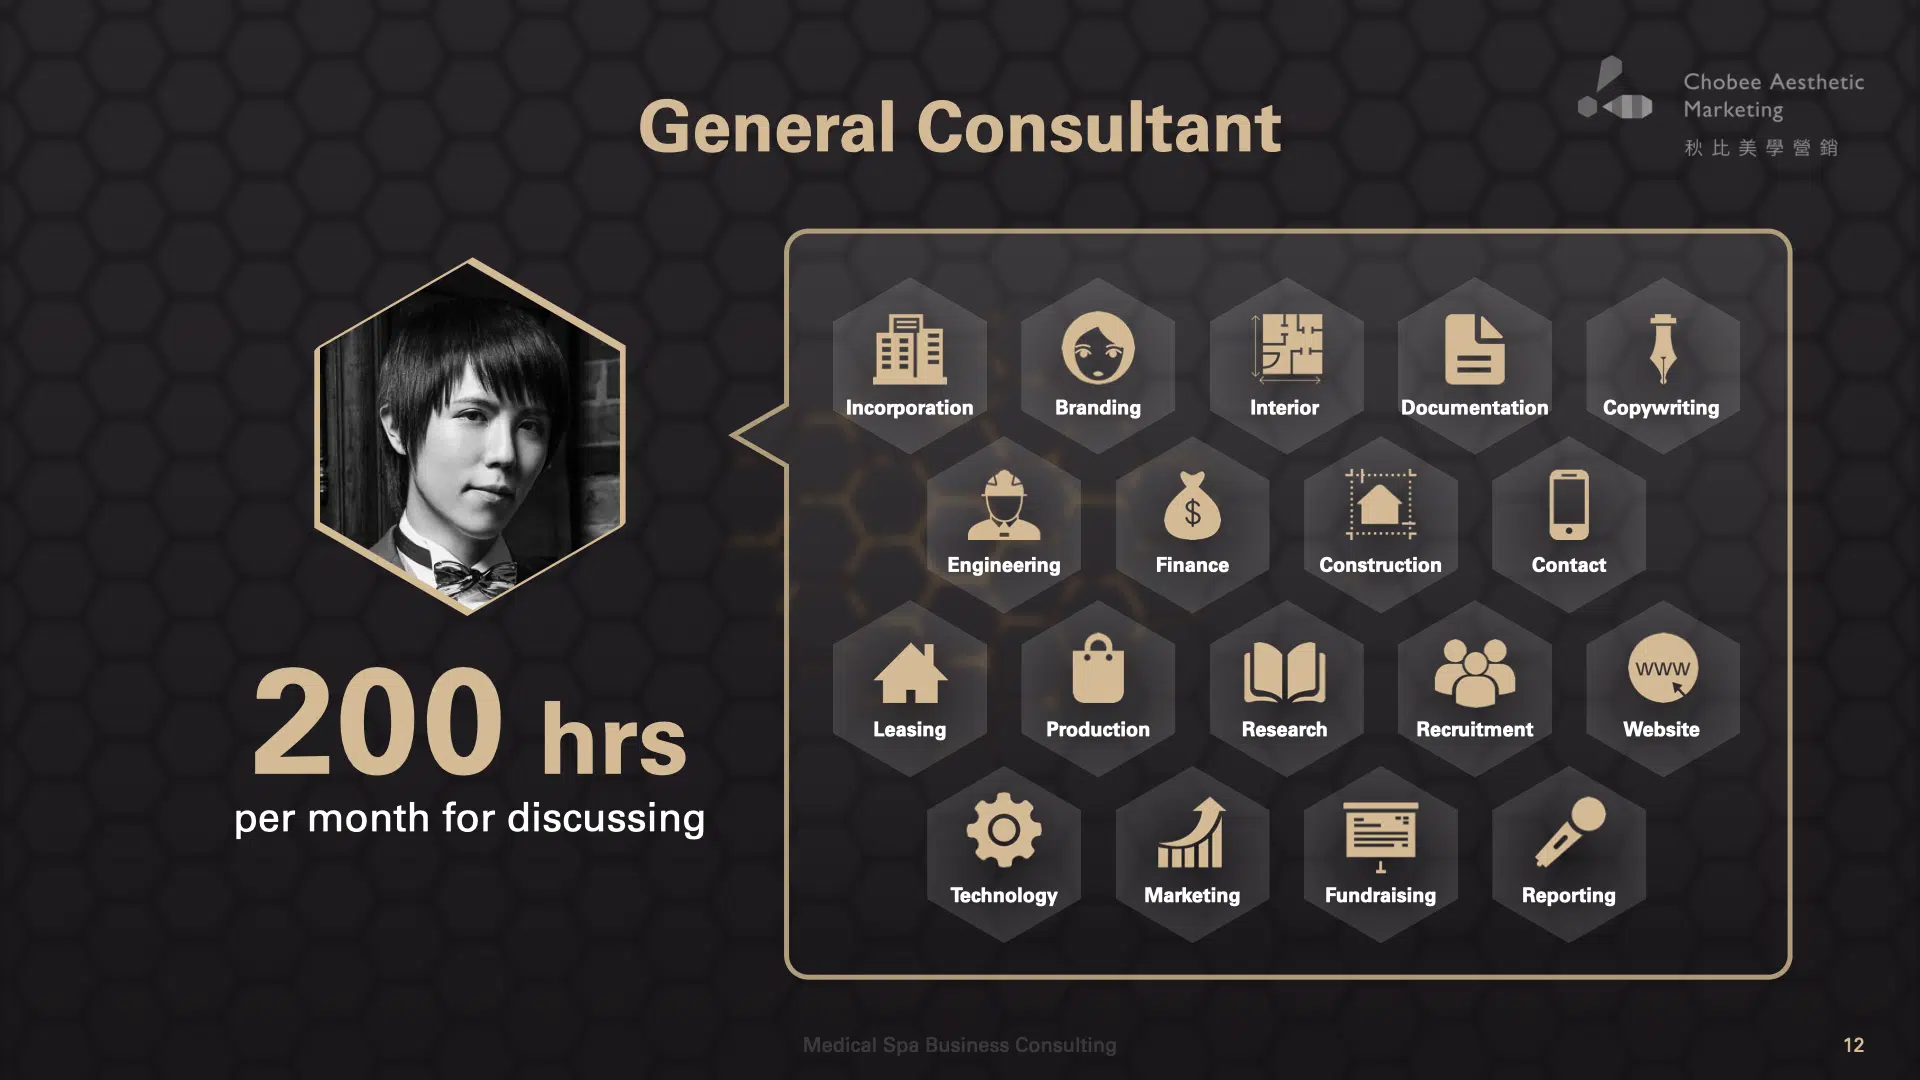 General Consultant
Chobee Aesthetic
Marketing
秋比美學營銷
200 hrs
per month for discussing
Incorporation
Branding
Interior
Documentation
Copywriting
Engineering
$
Finance
Construction
Contact
Leasing
Production
Research
Recruitment
www
Website
Technology
Marketing
Fundraising
Reporting
Medical Spa Business Consulting
12